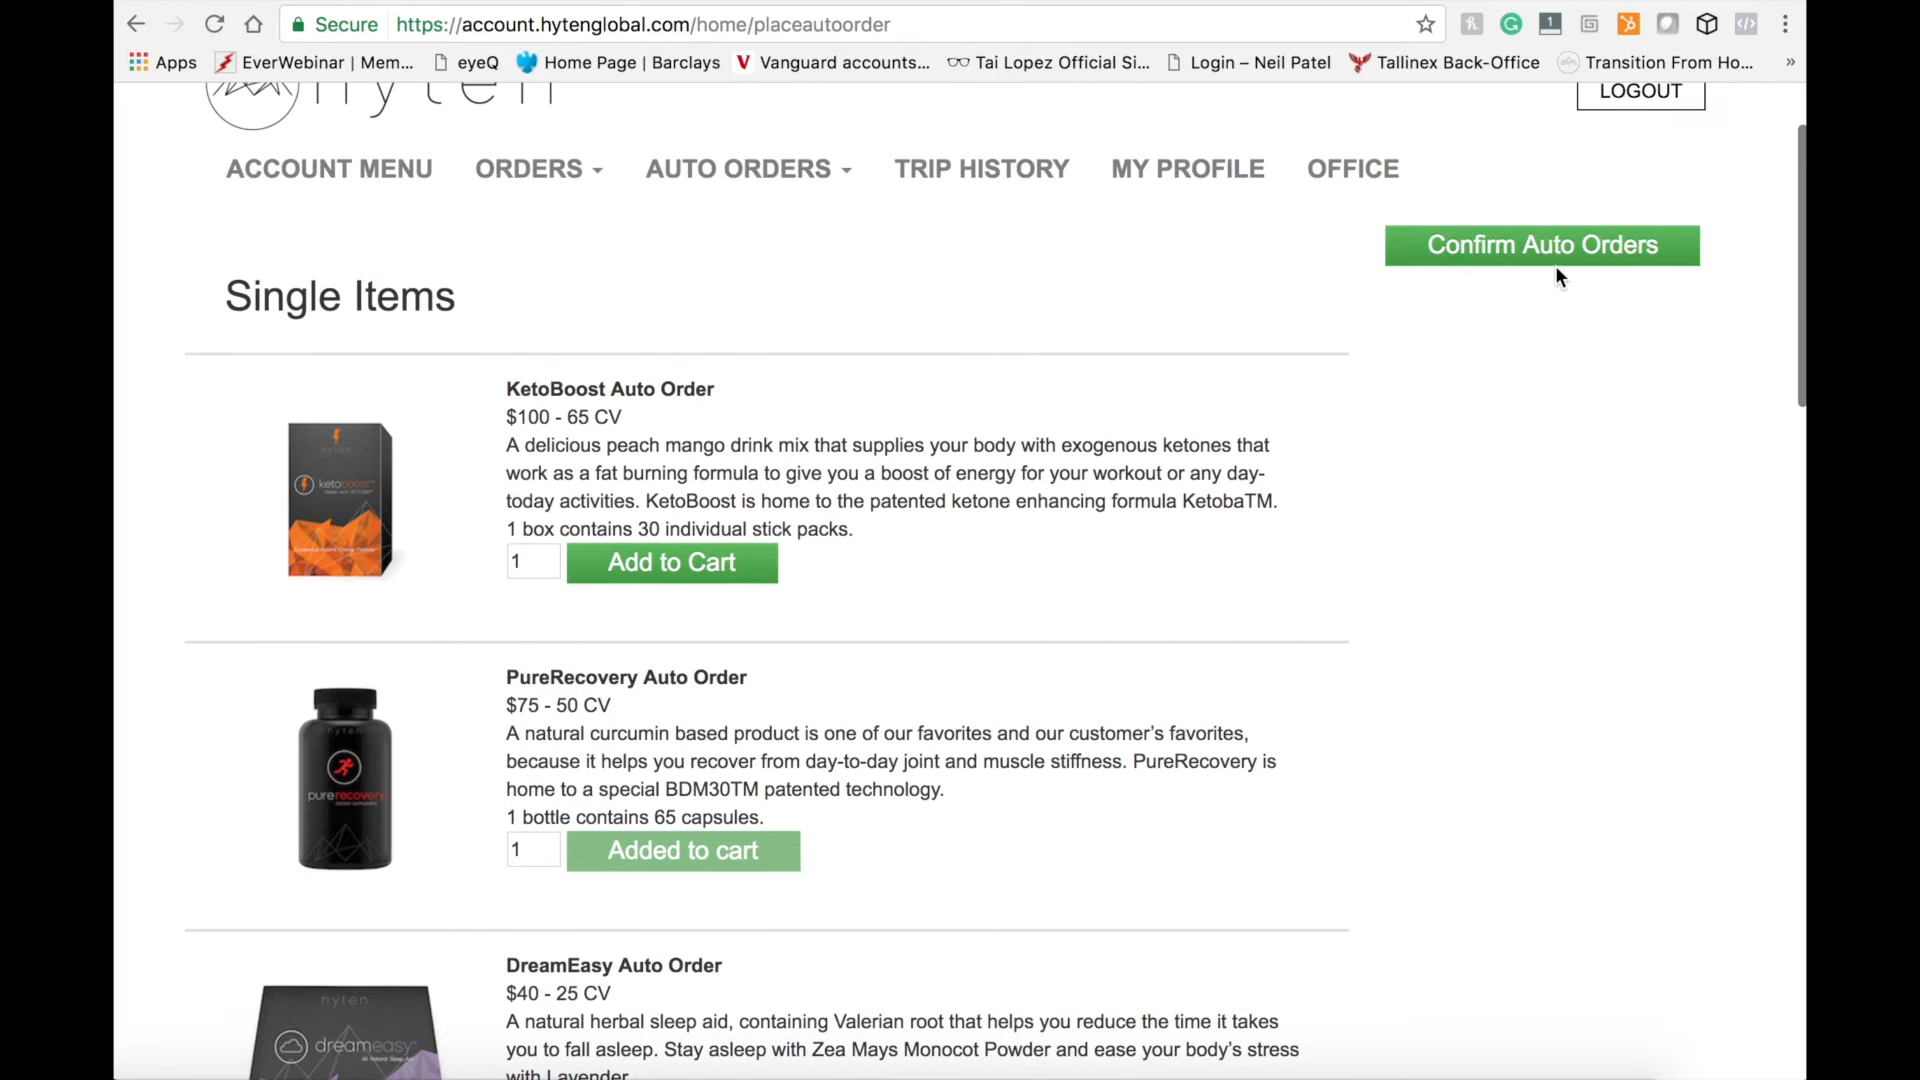 Secure https://account.hytenglobal.com/home/placeautoorder
1
Apps EverWebinar | Mem... eyeQ Home Page | Barclays Vanguard accounts... Tai Lopez Official Si... Login – Neil Patel Tallinex Back-Office Transition From Ho... »
hyten
LOGOUT
ACCOUNT MENU ORDERS AUTO ORDERS TRIP HISTORY MY PROFILE OFFICE
Confirm Auto Orders
Single Items
KetoBoost Auto Order
$100 - 65 CV
A delicious peach mango drink mix that supplies your body with exogenous ketones that
work as a fat burning formula to give you a boost of energy for your workout or any day-
today activities. KetoBoost is home to the patented ketone enhancing formula KetobaTM.
1 box contains 30 individual stick packs.
1 Add to Cart
hyten
ketoboost
PureRecovery Auto Order
$75 - 50 CV
A natural curcumin based product is one of our favorites and our customer’s favorites,
because it helps you recover from day-to-day joint and muscle stiffness. PureRecovery is
home to a special BDM30TM patented technology.
1 bottle contains 65 capsules.
1 Added to cart
hyten
purerecovery
DreamEasy Auto Order
$40 - 25 CV
A natural herbal sleep aid, containing Valerian root that helps you reduce the time it takes
you to fall asleep. Stay asleep with Zea Mays Monocot Powder and ease your body’s stress
with Lavender
hyten
dreameasy